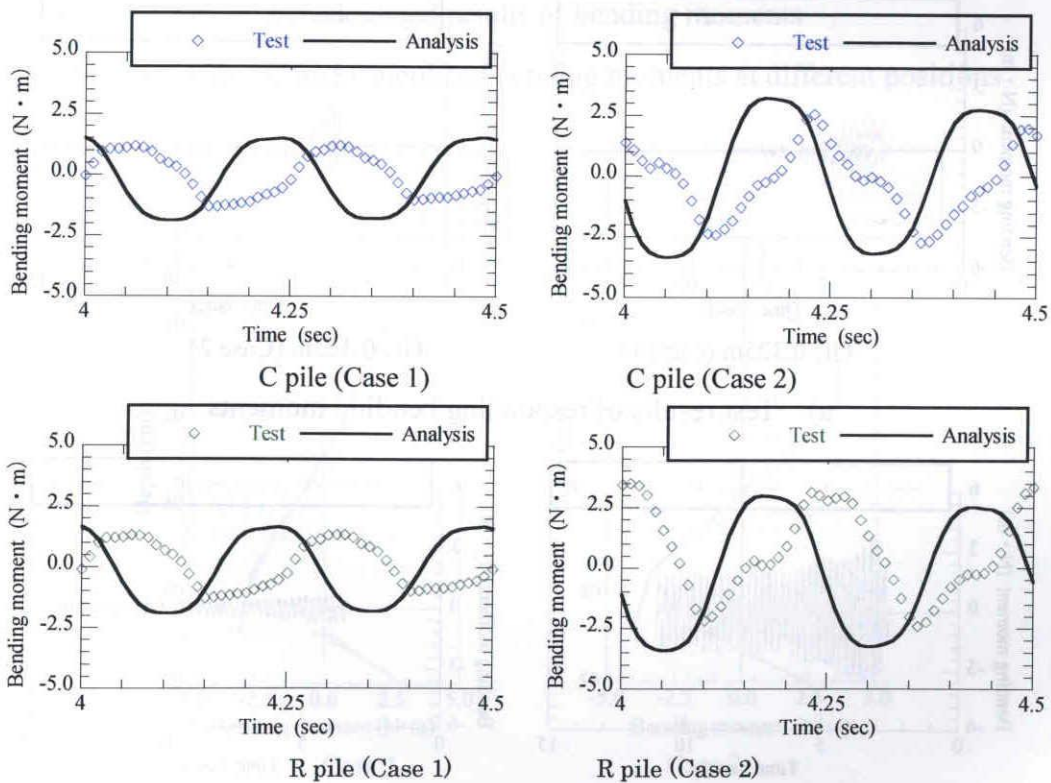 Test Analysis
5.0
2.5
0.0
-2.5
-5.0
Bending moment (N・m)
4 4.25 4.5
Time (sec)
C pile (Case 1)
Test Analysis
5.0
2.5
0.0
-2.5
-5.0
Bending moment (N・m)
4 4.25 4.5
Time (sec)
C pile (Case 2)
Test Analysis
5.0
2.5
0.0
-2.5
-5.0
Bending moment (N・m)
4 4.25 4.5
Time (sec)
R pile (Case 1)
Test Analysis
5.0
2.5
0.0
-2.5
-5.0
Bending moment (N・m)
4 4.25 4.5
Time (sec)
R pile (Case 2)